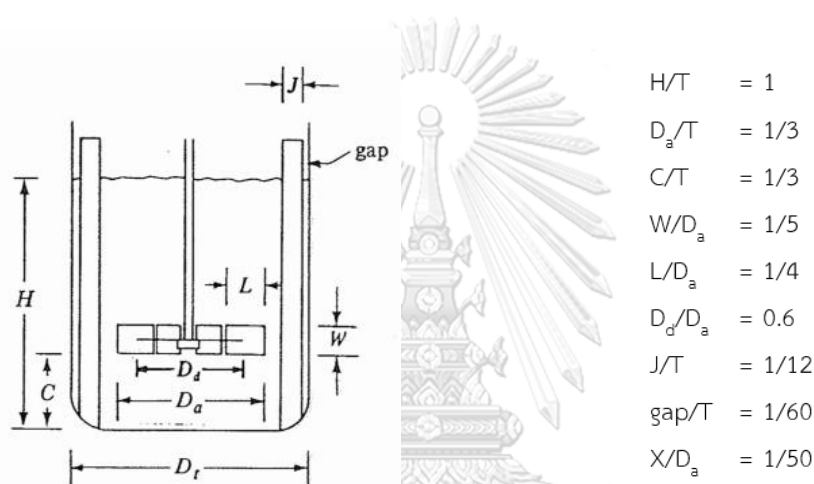 J
gap
H
L
W
C
D_d
D_a
D_t
H/T = 1
D_a/T = 1/3
C/T = 1/3
W/D_a = 1/5
L/D_a = 1/4
D_d/D_a = 0.6
J/T = 1/12
gap/T = 1/60
X/D_a = 1/50